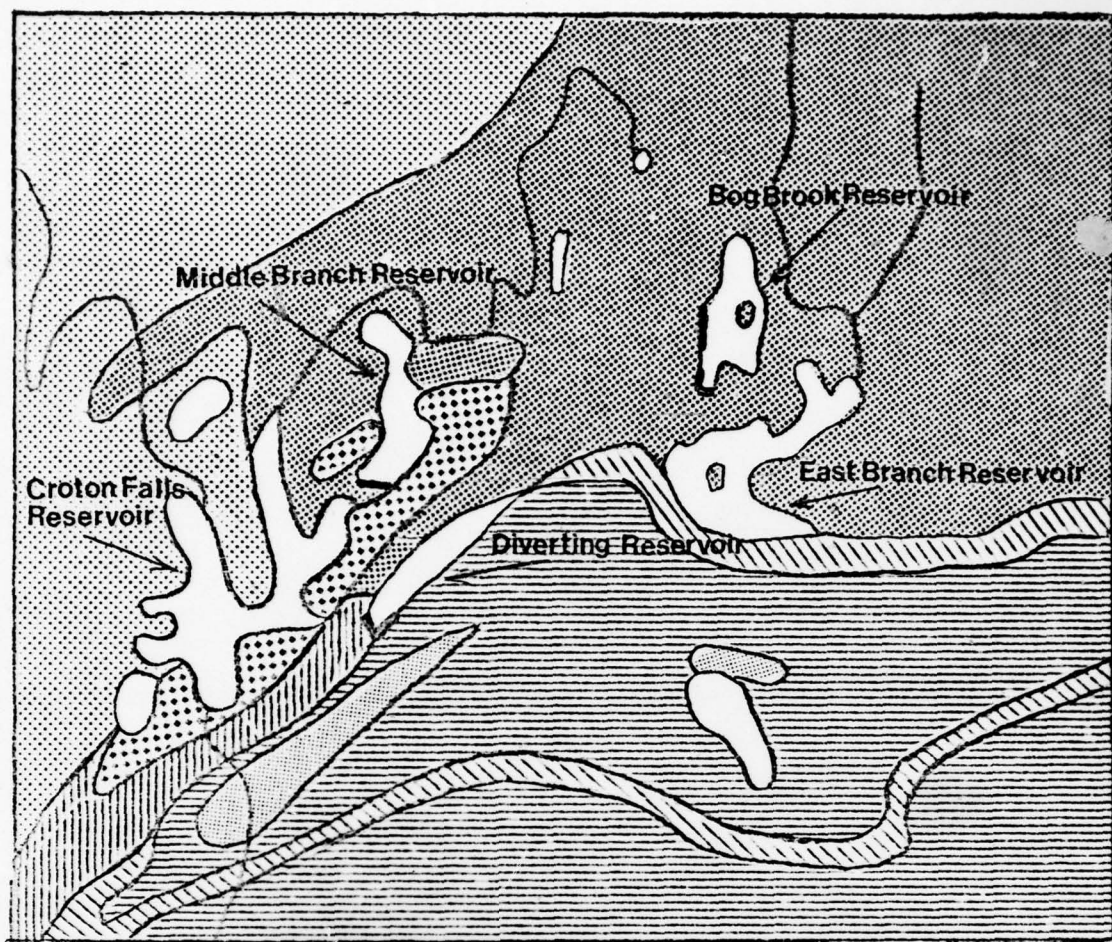 Bog Brook Reservoir
Middle Branch Reservoir
East Branch Reservoir
Croton Falls
Reservoir
Diverting Reservoir